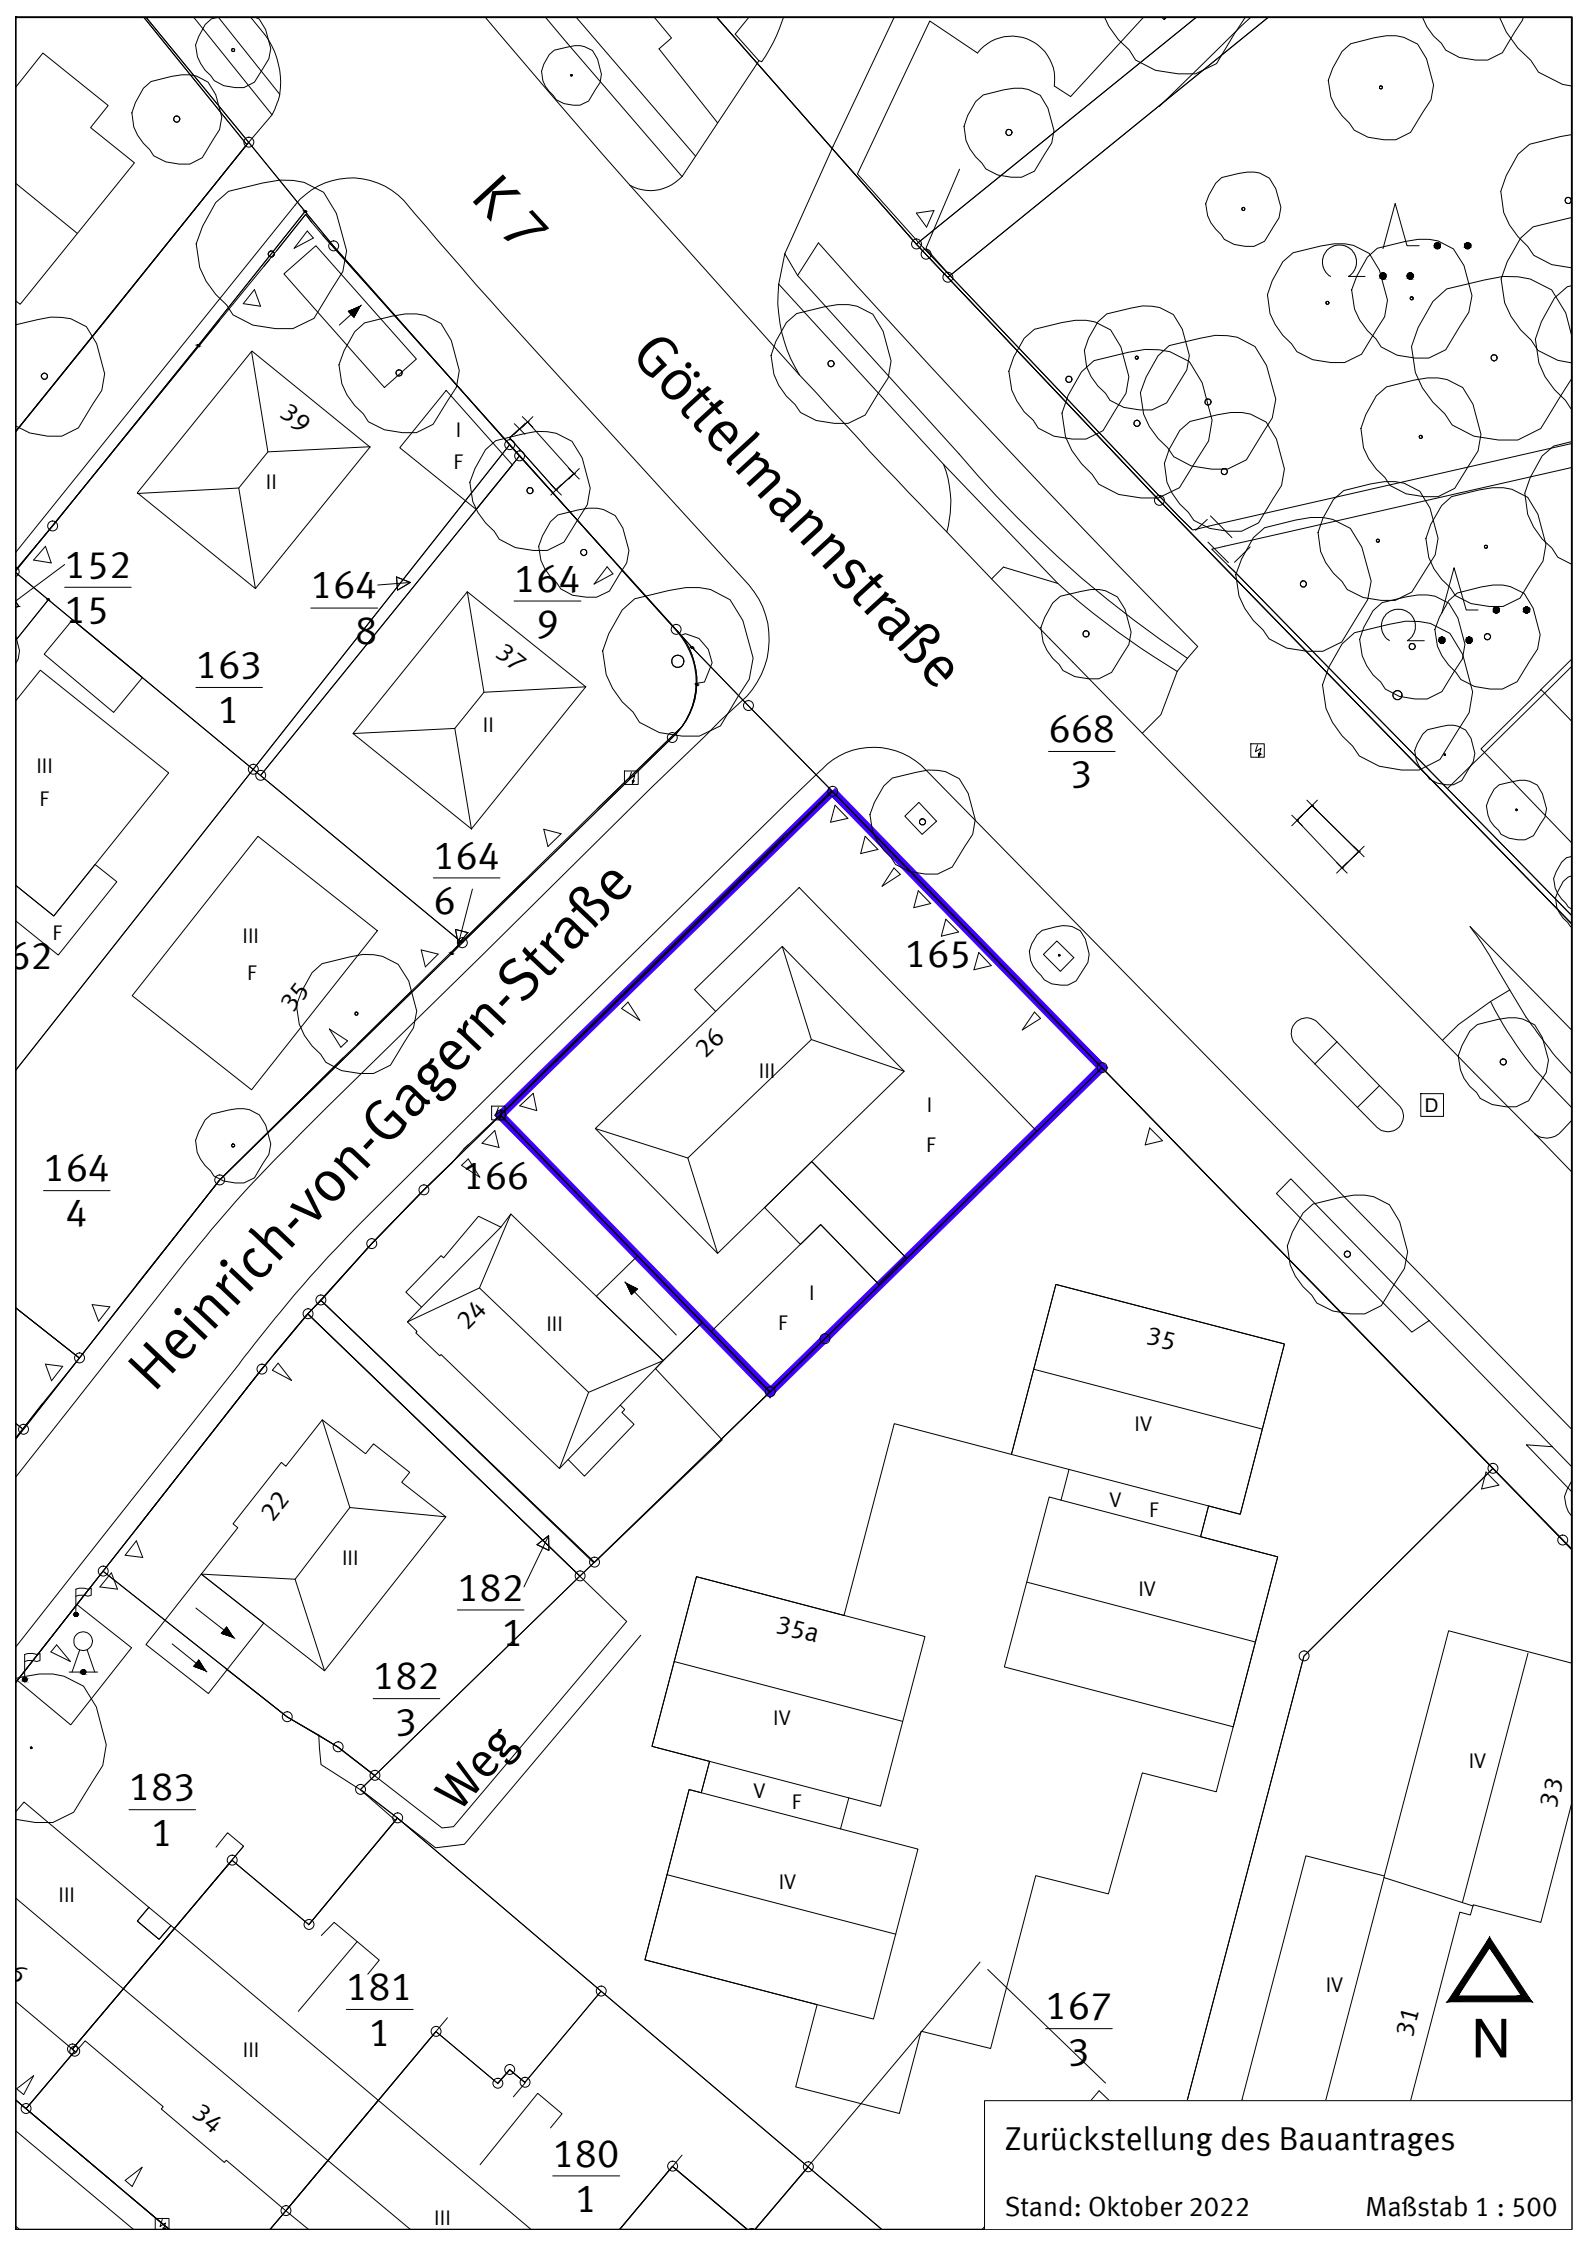 K 7
Göttelmannstraße
39
II
I
F
152
15
164
8
164
9
163
1
37
II
668
3
III
F
F
62
III
F
35
164
6
Heinrich-von-Gagern-Straße
165
26
III
I
F
D
166
164
4
24
III
I
F
35
IV
V F
IV
22
III
182
1
35a
IV
V F
IV
182
3
Weg
183
1
IV
33
III
181
1
III
34
IV
31
167
3
N
180
1
III
Zurückstellung des Bauantrages
Stand: Oktober 2022 Maßstab 1 : 500